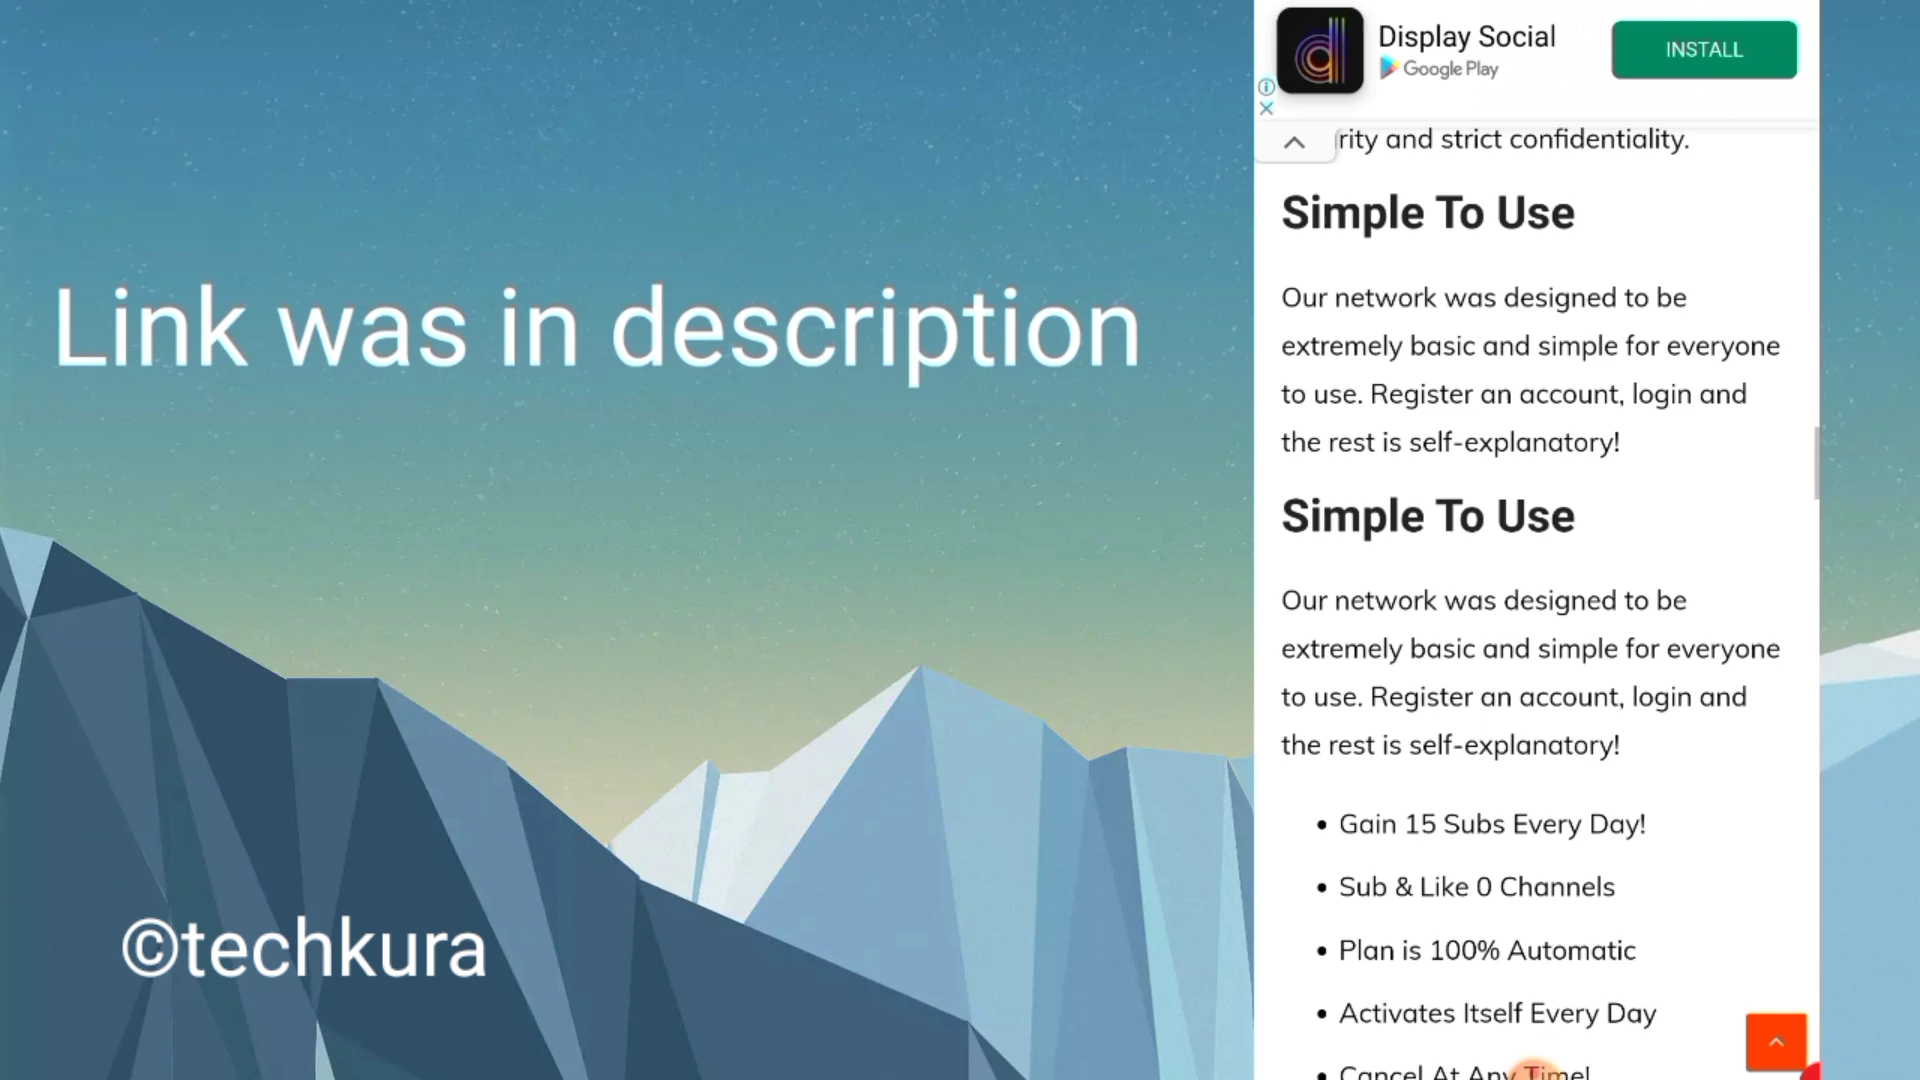 Link was in description
©techkura
Display Social
Google Play
INSTALL
rity and strict confidentiality.
Simple To Use
Our network was designed to be
extremely basic and simple for everyone
to use. Register an account, login and
the rest is self-explanatory!
Simple To Use
Our network was designed to be
extremely basic and simple for everyone
to use. Register an account, login and
the rest is self-explanatory!
• Gain 15 Subs Every Day!
• Sub & Like 0 Channels
• Plan is 100% Automatic
• Activates Itself Every Day
• Cancel At Any Time!